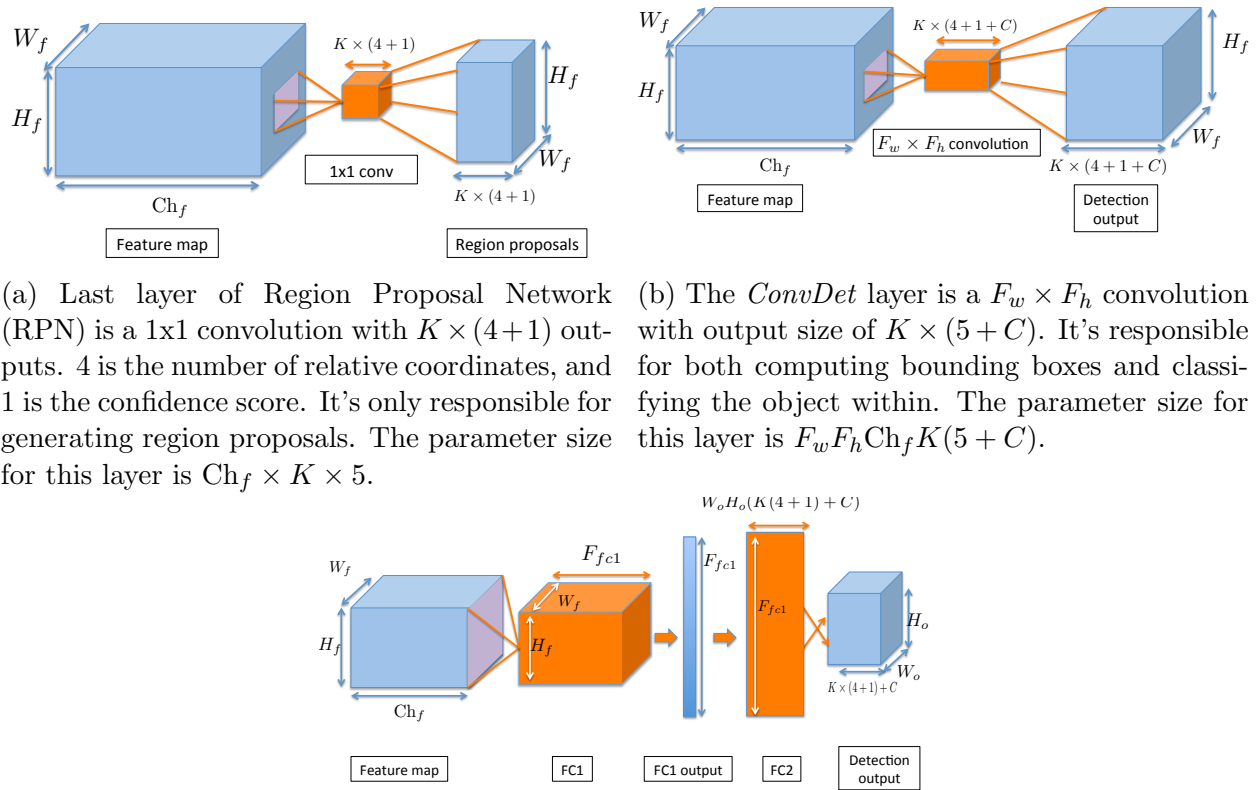 W_f
H_f
Ch_f
Feature map
K × (4 + 1)
1x1 conv
H_f
W_f
K × (4 + 1)
Region proposals
W_f
H_f
Ch_f
Feature map
K × (4+1+C)
F_w × F_h convolution
H_f
W_f
K × (4 + 1 + C)
Detection
output
(a) Last layer of Region Proposal Network
(RPN) is a 1x1 convolution with K × (4+1) out-
puts. 4 is the number of relative coordinates, and
1 is the confidence score. It's only responsible for
generating region proposals. The parameter size
for this layer is Ch_f × K × 5.
(b) The ConvDet layer is a F_w × F_h convolution
with output size of K × (5 + C). It's responsible
for both computing bounding boxes and classi-
fying the object within. The parameter size for
this layer is F_wF_hCh_fK(5 + C).
W_f
H_f
Ch_f
Feature map
F_{fc1}
W_f
H_f
FC1
F_{fc1}
FC1 output
W_oH_o(K(4 + 1) + C)
F_{fc1}
FC2
H_o
W_o
K × (4+1) + C
Detection
output